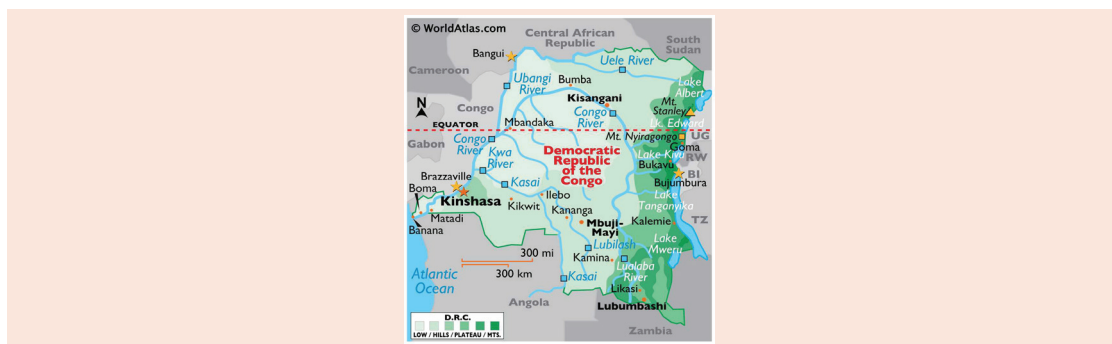 © WorldAtlas.com
Central African
Republic
South
Sudan
Bangui
Cameroon
Uele River
Ubangi
River
Bumba
Lake
Albert
Kisangani
Mt.
Stanley
N
Congo
Congo
River
Lk. Edward
EQUATOR
Mbandaka
Mt. Nyiragongo
UG
Gabon
Congo
River
Kwa
River
Democratic
Republic
of the
Congo
Goma
Lake Kivu
RW
Bukavu
BI
Brazzaville
Kasai
Bujumbura
Boma
Kinshasa
Ilebo
Lake
Tanganyika
Kikwit
Kananga
Matadi
Mbuji-
Mayi
Kalemie
TZ
Banana
Lubilash
Lake
Mweru
300 mi
Kamina
300 km
Kasai
Lualaba
River
Atlantic
Ocean
Likasi
Angola
Lubumbashi
D.R.C.
LOW / HILLS / PLATEAU / MTS.
Zambia